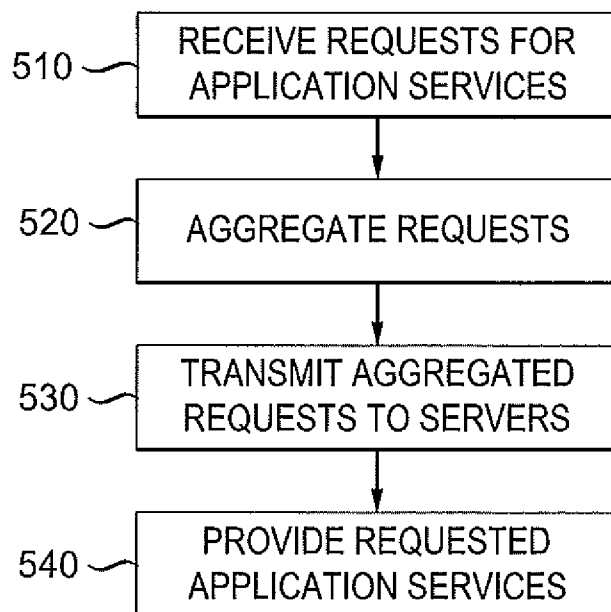 510
RECEIVE REQUESTS FOR
APPLICATION SERVICES
520
AGGREGATE REQUESTS
530
TRANSMIT AGGREGATED
REQUESTS TO SERVERS
540
PROVIDE REQUESTED
APPLICATION SERVICES